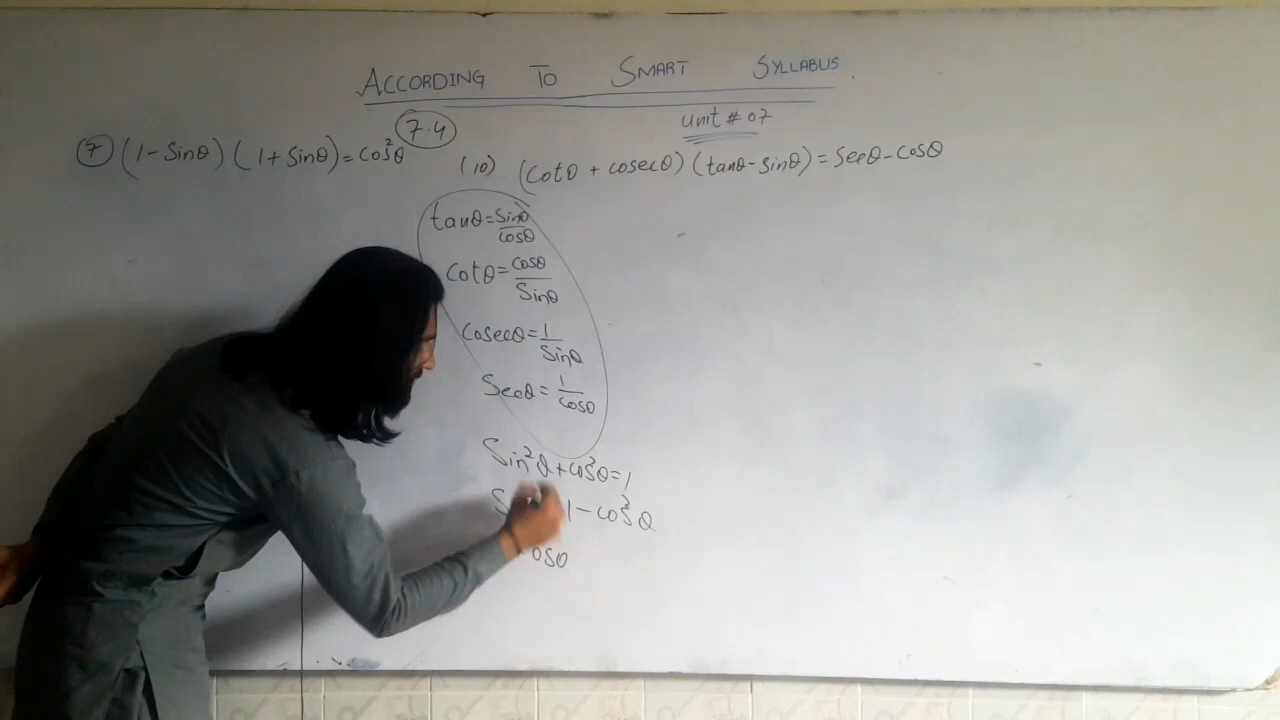 ACCORDING TO SMART SYLLABUS
7.4
Unit # 07
(7) (1 - Sinθ) (1 + Sinθ) = Cos²θ
(10) (Cotθ + cosecθ) (tanθ - sinθ) = Secθ - Cosθ
tanθ = Sinθ/Cosθ
Cotθ = Cosθ/Sinθ
Cosecθ = 1/Sinθ
Secθ = 1/Cosθ
Sin²θ + Cos²θ = 1
1 - Cos²θ
osθ